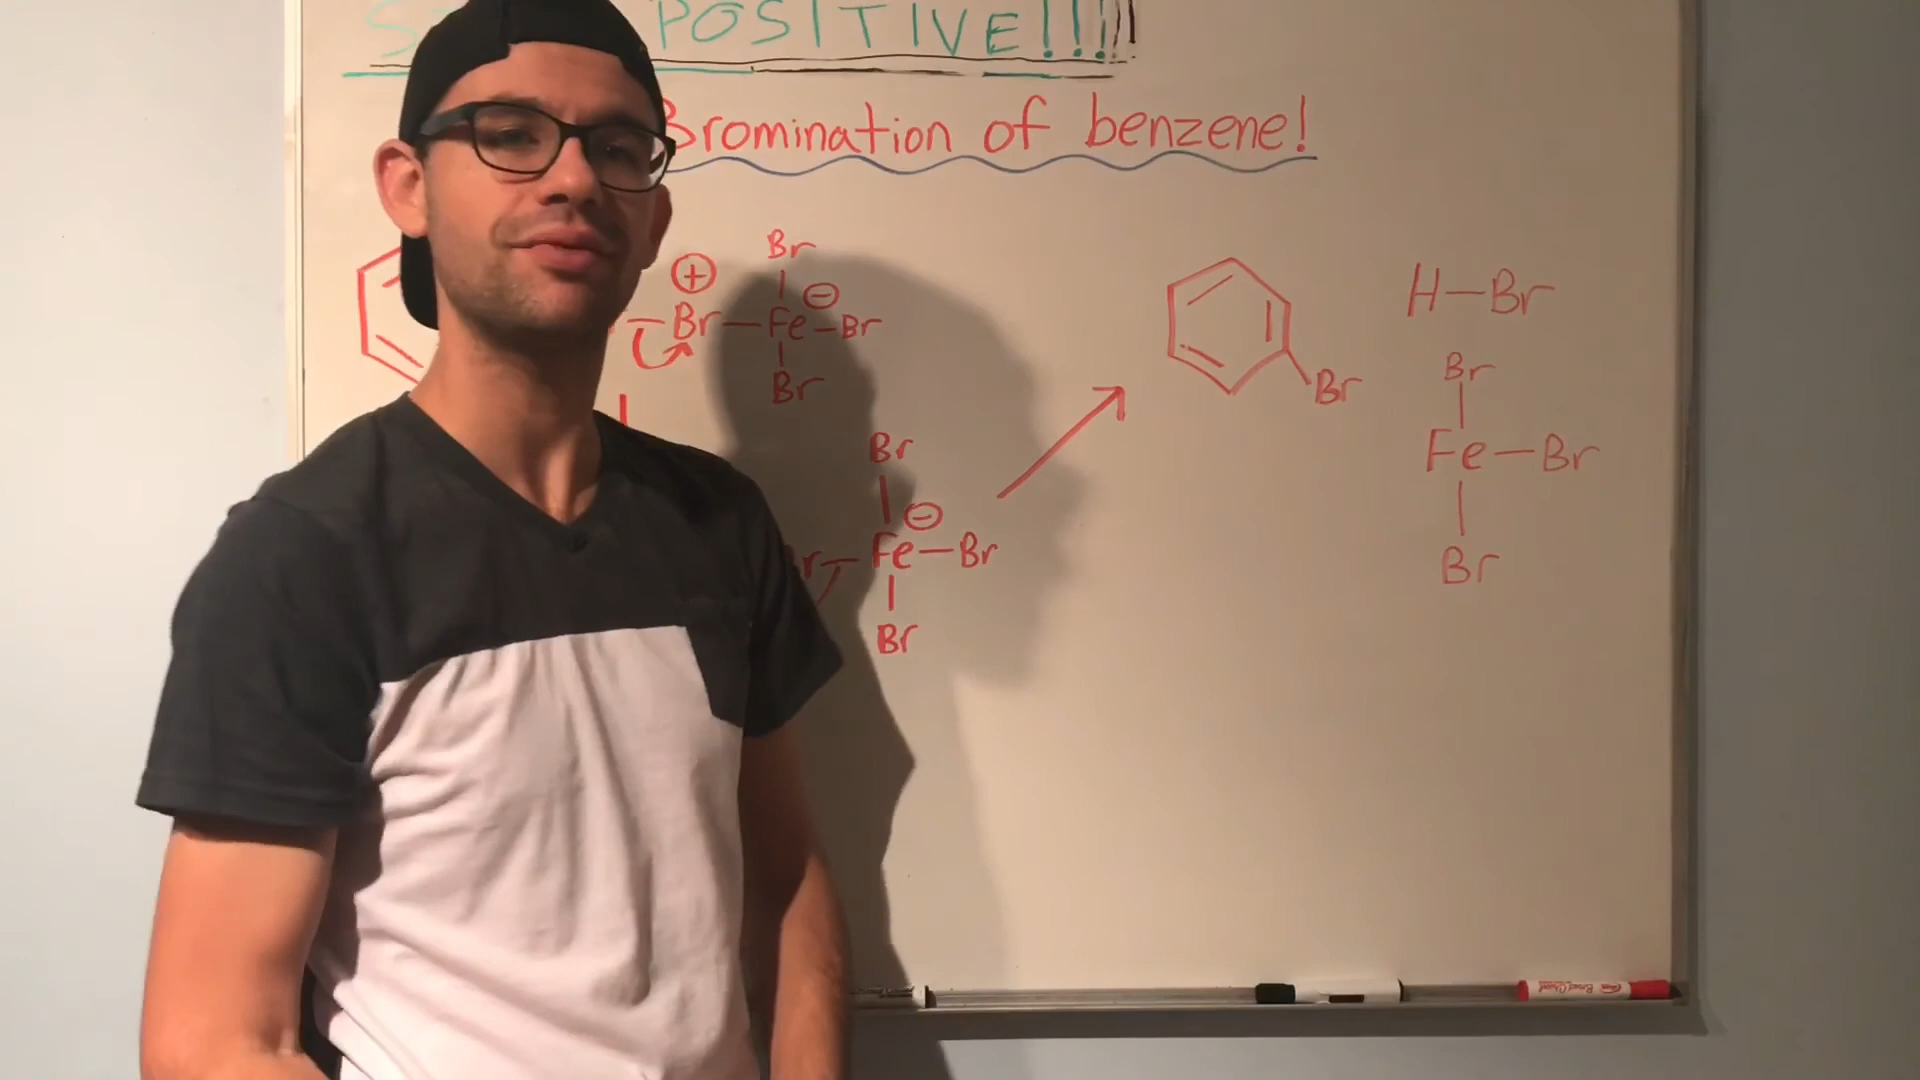 POSITIVE!!!!
Bromination of benzene!
Br
⊕
⊖
Br—Fe—Br
Br
Br
⊖
Fe—Br
Br
Br
H—Br
Br
Fe—Br
Br